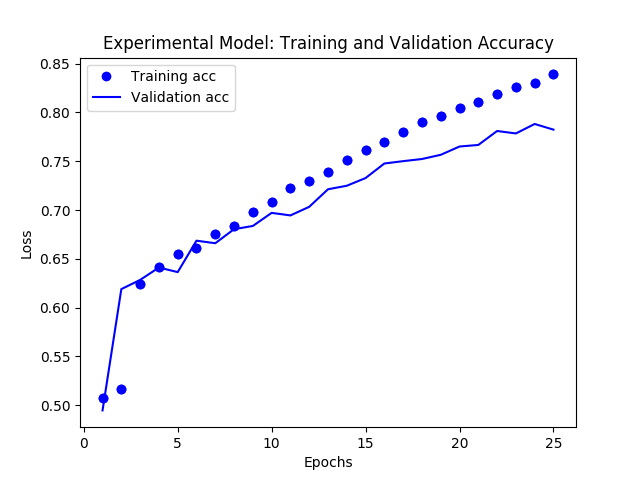 Experimental Model: Training and Validation Accuracy
Training acc
Validation acc
0.85
0.80
0.75
0.70
0.65
0.60
0.55
0.50
Loss
0 5 10 15 20 25
Epochs